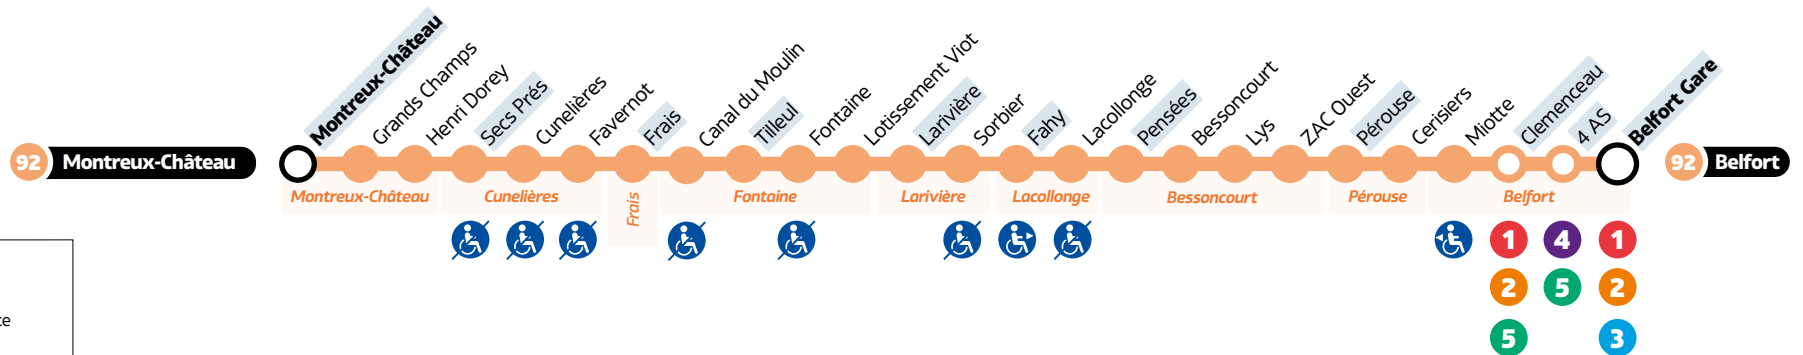 Montreux-Château
Grands Champs
Henri Dorey
Secs Prés
Cunelières
Favernot
Frais
Canal du Moulin
Tilleul
Fontaine
Lotissement Viot
Larivière
Sorbier
Fahy
Lacollonge
Pensées
Bessoncourt
Lys
ZAC Ouest
Pérouse
Cerisiers
Miotte
Clemenceau
4 AS
Belfort Gare
92 Montreux-Château
92 Belfort
Montreux-Château
Cunelières
Frais
Fontaine
Larivière
Lacollonge
Bessoncourt
Pérouse
Belfort
1 4 1
2 5 2
5 3